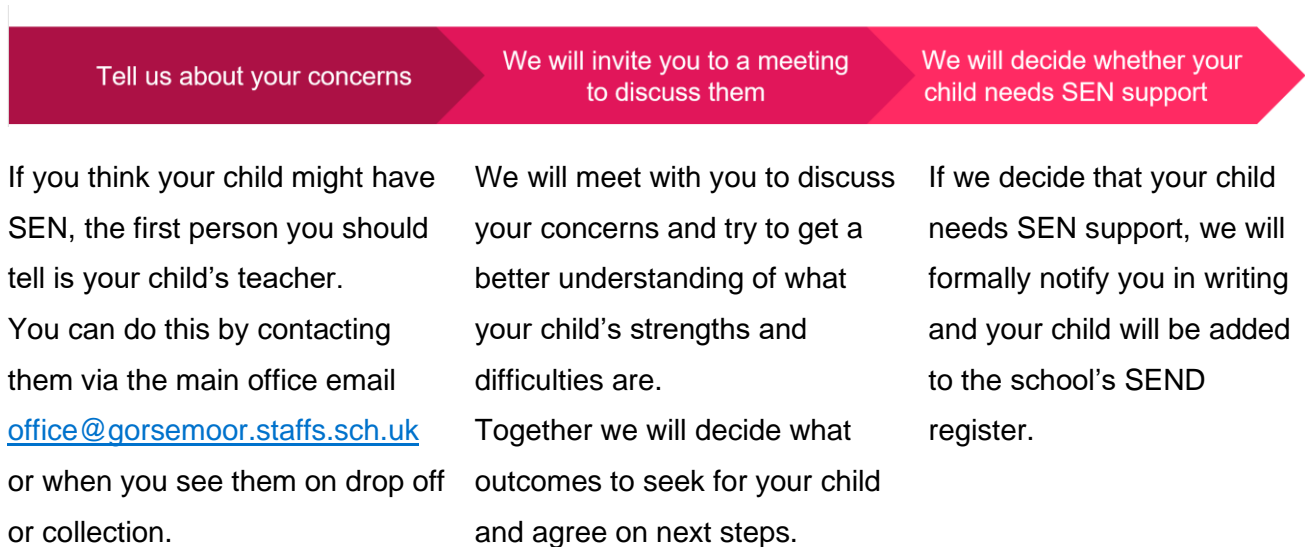 Tell us about your concerns
We will invite you to a meeting
to discuss them
We will decide whether your
child needs SEN support
If you think your child might have
SEN, the first person you should
tell is your child’s teacher.
You can do this by contacting
them via the main office email
office@gorsemoor.staffs.sch.uk
or when you see them on drop off
or collection.
We will meet with you to discuss
your concerns and try to get a
better understanding of what
your child’s strengths and
difficulties are.
Together we will decide what
outcomes to seek for your child
and agree on next steps.
If we decide that your child
needs SEN support, we will
formally notify you in writing
and your child will be added
to the school’s SEND
register.